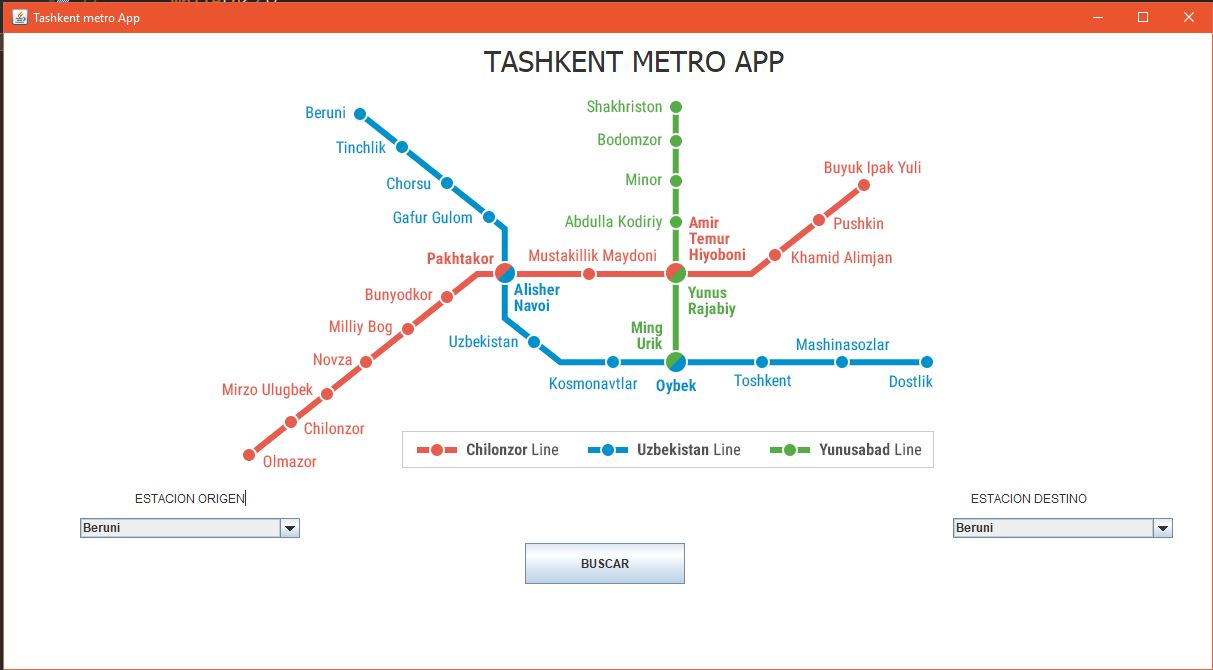 Tashkent metro App
TASHKENT METRO APP
Beruni
Tinchlik
Chorsu
Gafur Gulom
Shakhriston
Bodomzor
Minor
Abdulla Kodiriy
Buyuk Ipak Yuli
Pushkin
Khamid Alimjan
Amir
Temur
Hiyoboni
Mustakillik Maydoni
Pakhtakor
Alisher
Navoi
Yunus
Rajabiy
Bunyodkor
Milliy Bog
Novza
Mirzo Ulugbek
Chilonzor
Olmazor
Uzbekistan
Kosmonavtlar
Ming
Urik
Oybek
Toshkent
Mashinasozlar
Dostlik
Chilonzor Line
Uzbekistan Line
Yunusabad Line
ESTACION ORIGEN
Beruni
ESTACION DESTINO
Beruni
BUSCAR